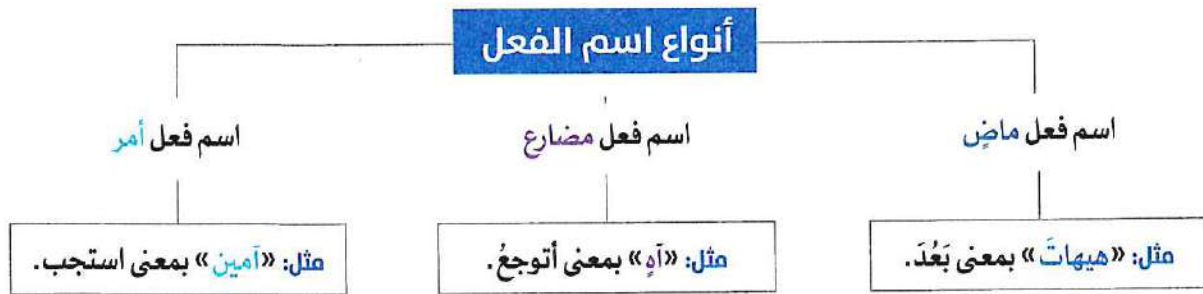 أنواع اسم الفعل
اسم فعل ماضٍ
اسم فعل مضارع
اسم فعل أمر
مثل: «هيهاتَ» بمعنى بَعُدَ.
مثل: «آهٍ» بمعنى أتوجعُ.
مثل: «آمين» بمعنى استجب.